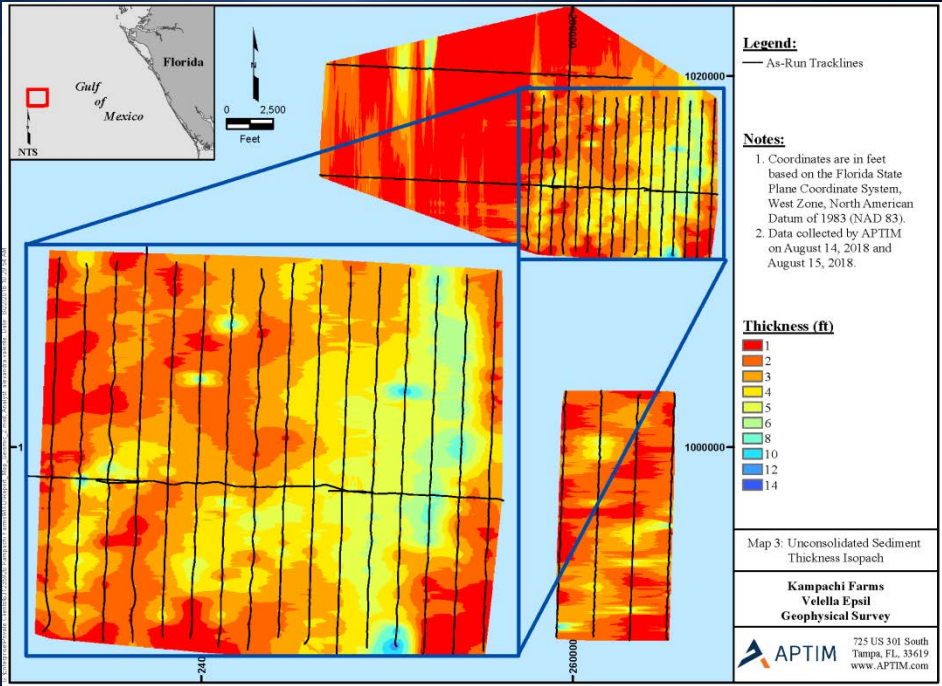 Florida
Gulf
of
Mexico
NTS
N
0 2,500
Feet
260000
1020000
1
1000000
240
260000
Legend:
As-Run Tracklines
Notes:
1. Coordinates are in feet
based on the Florida State
Plane Coordinate System,
West Zone, North American
Datum of 1983 (NAD 83).
2. Data collected by APTIM
on August 14, 2018 and
August 15, 2018.
Thickness (ft)
1
2
3
4
5
6
8
10
12
14
Map 3: Unconsolidated Sediment
Thickness Isopach
Kampachi Farms
Velella Epsil
Geophysical Survey
APTIM
725 US 301 South
Tampa, FL, 33619
www.APTIM.com